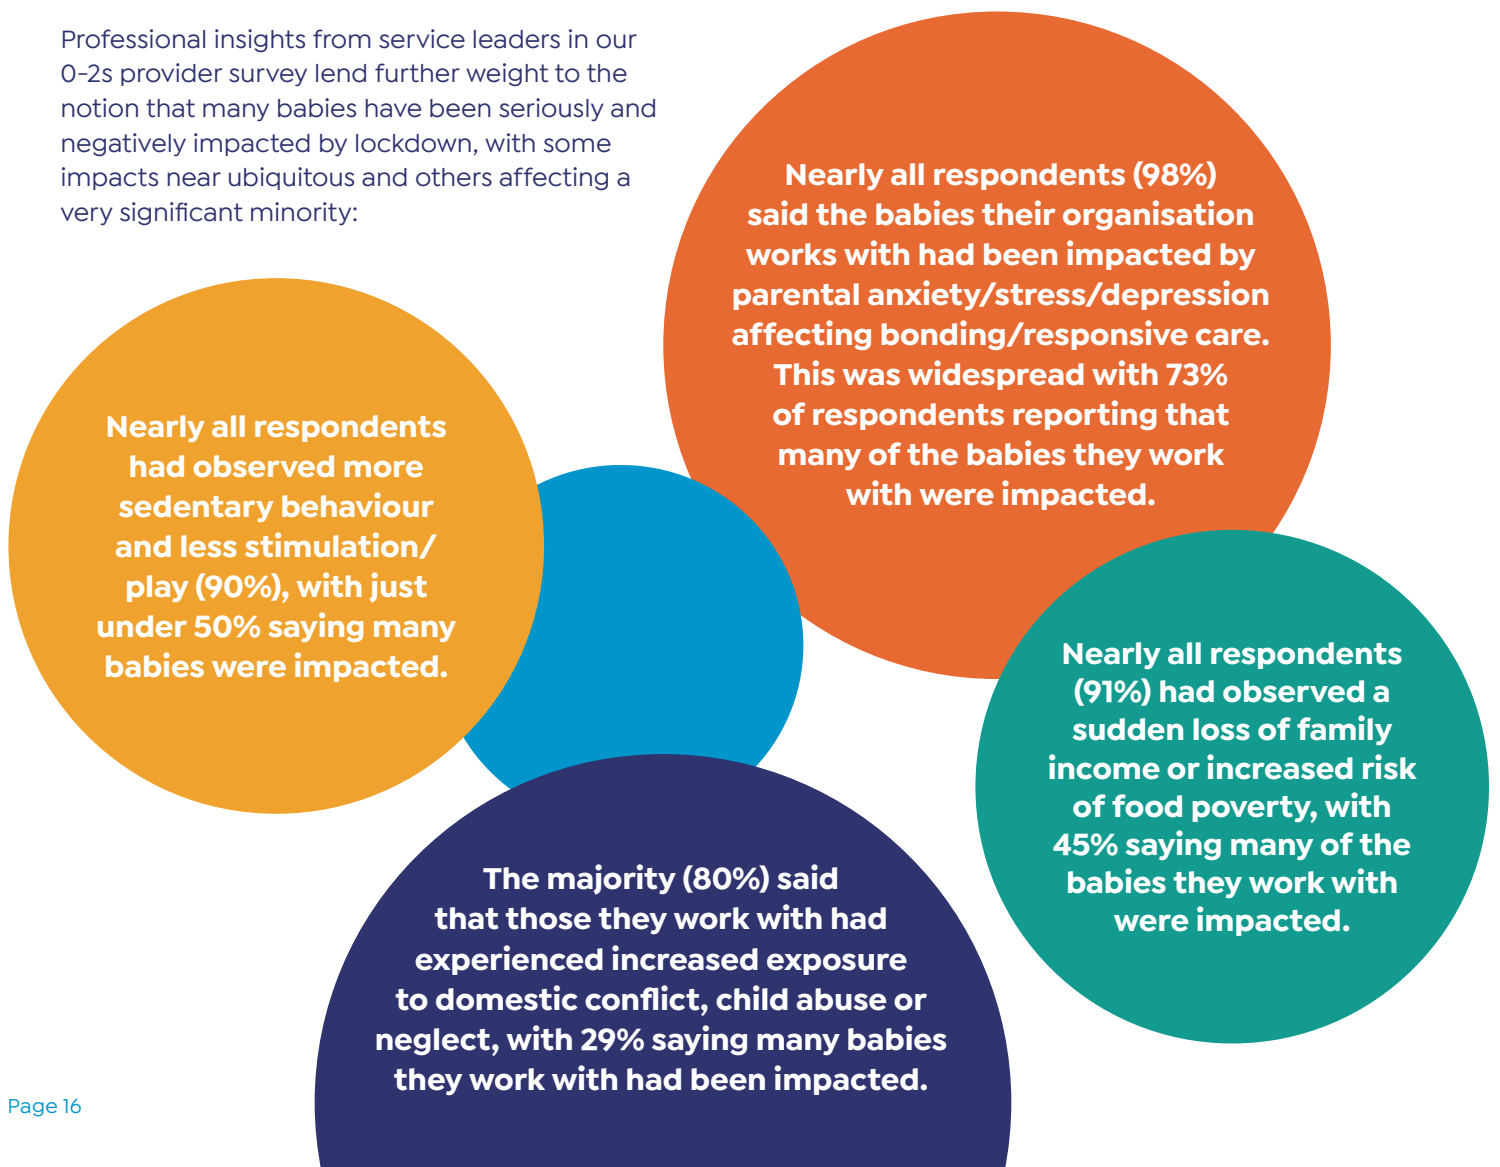 Professional insights from service leaders in our
0-2s provider survey lend further weight to the
notion that many babies have been seriously and
negatively impacted by lockdown, with some
impacts near ubiquitous and others affecting a
very significant minority:
Nearly all respondents (98%)
said the babies their organisation
works with had been impacted by
parental anxiety/stress/depression
affecting bonding/responsive care.
This was widespread with 73%
of respondents reporting that
many of the babies they work
with were impacted.
Nearly all respondents
had observed more
sedentary behaviour
and less stimulation/
play (90%), with just
under 50% saying many
babies were impacted.
Nearly all respondents
(91%) had observed a
sudden loss of family
income or increased risk
of food poverty, with
45% saying many of the
babies they work with
were impacted.
The majority (80%) said
that those they work with had
experienced increased exposure
to domestic conflict, child abuse or
neglect, with 29% saying many babies
they work with had been impacted.
Page 16